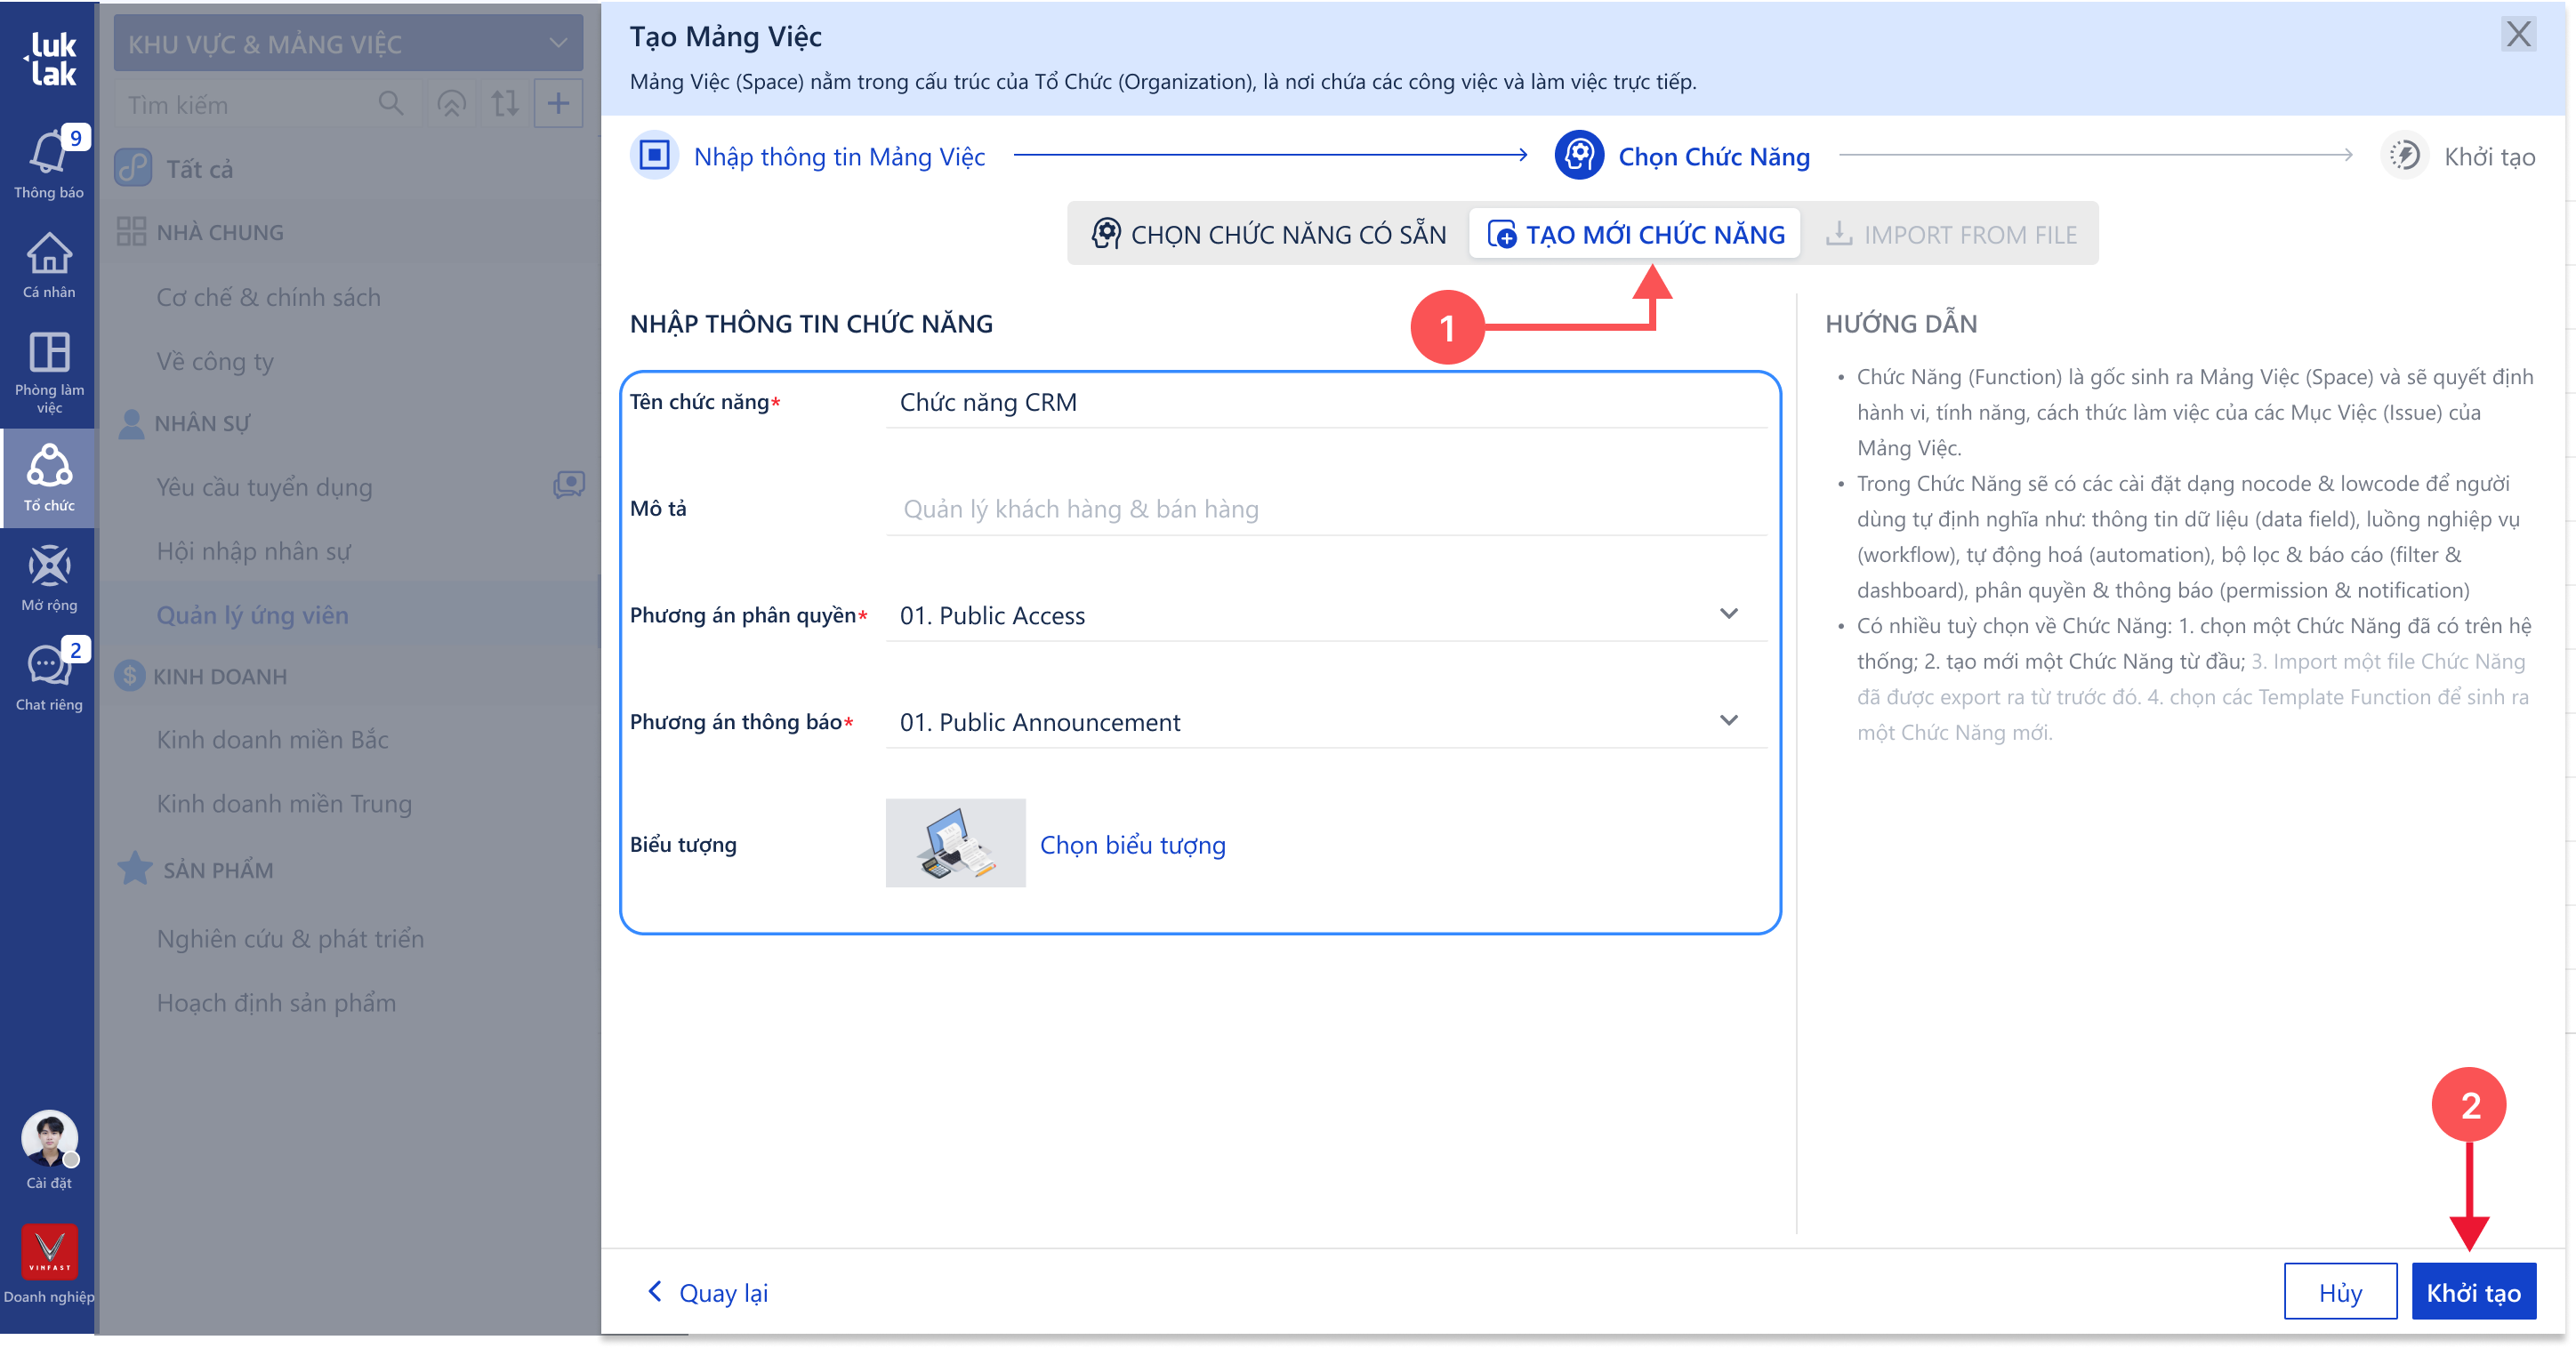 luk
lak
9
Thông báo
Cá nhân
Phòng làm
việc
Tổ chức
Mở rộng
2
Chat riêng
Cài đặt
VINFAST
Doanh nghiệp
KHU VỰC & MẢNG VIỆC
Tìm kiếm
Tất cả
NHÀ CHUNG
Cơ chế & chính sách
Về công ty
NHÂN SỰ
Yêu cầu tuyển dụng
Hội nhập nhân sự
Quản lý ứng viên
KINH DOANH
Kinh doanh miền Bắc
Kinh doanh miền Trung
SẢN PHẨM
Nghiên cứu & phát triển
Hoạch định sản phẩm
Tạo Mảng Việc
X
Mảng Việc (Space) nằm trong cấu trúc của Tổ Chức (Organization), là nơi chứa các công việc và làm việc trực tiếp.
Nhập thông tin Mảng Việc
Chọn Chức Năng
Khởi tạo
CHỌN CHỨC NĂNG CÓ SẴN
TẠO MỚI CHỨC NĂNG
IMPORT FROM FILE
1
NHẬP THÔNG TIN CHỨC NĂNG
Tên chức năng* Chức năng CRM
Mô tả Quản lý khách hàng & bán hàng
Phương án phân quyền* 01. Public Access
Phương án thông báo* 01. Public Announcement
Biểu tượng Chọn biểu tượng
HƯỚNG DẪN
• Chức Năng (Function) là gốc sinh ra Mảng Việc (Space) và sẽ quyết định
hành vi, tính năng, cách thức làm việc của các Mục Việc (Issue) của
Mảng Việc.
• Trong Chức Năng sẽ có các cài đặt dạng nocode & lowcode để người
dùng tự định nghĩa như: thông tin dữ liệu (data field), luồng nghiệp vụ
(workflow), tự động hoá (automation), bộ lọc & báo cáo (filter &
dashboard), phân quyền & thông báo (permission & notification)
• Có nhiều tuỳ chọn về Chức Năng: 1. chọn một Chức Năng đã có trên hệ
thống; 2. tạo mới một Chức Năng từ đầu; 3. Import một file Chức Năng
đã được export ra từ trước đó. 4. chọn các Template Function để sinh ra
một Chức Năng mới.
2
Quay lại
Hủy
Khởi tạo